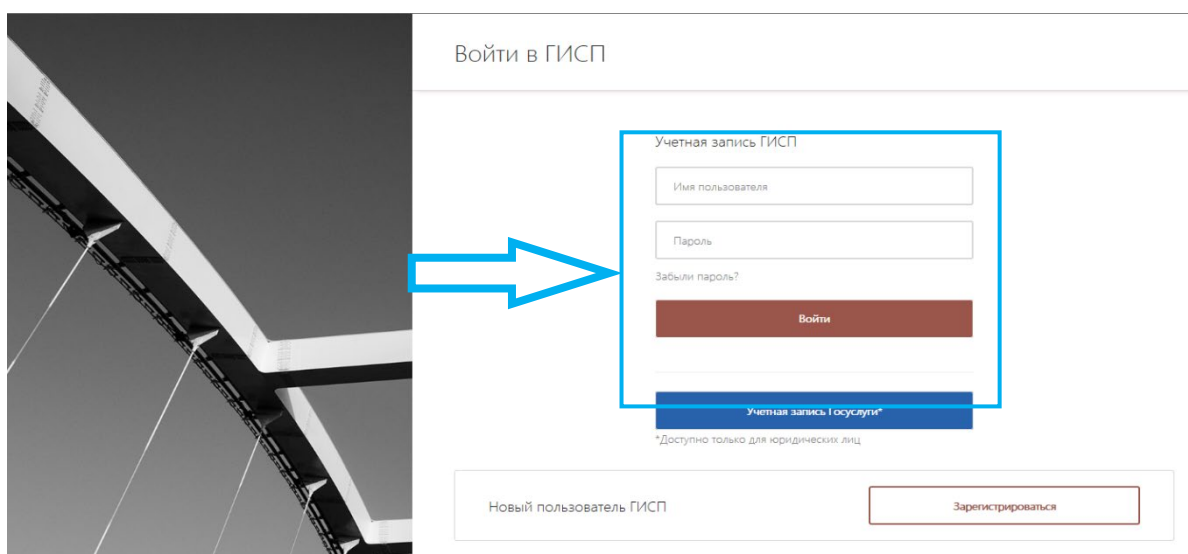 Войти в ГИСП
Учетная запись ГИСП
Имя пользователя
Пароль
Забыли пароль?
Войти
Учетная запись Госуслуги*
*Доступно только для юридических лиц
Новый пользователь ГИСП
Зарегистрироваться